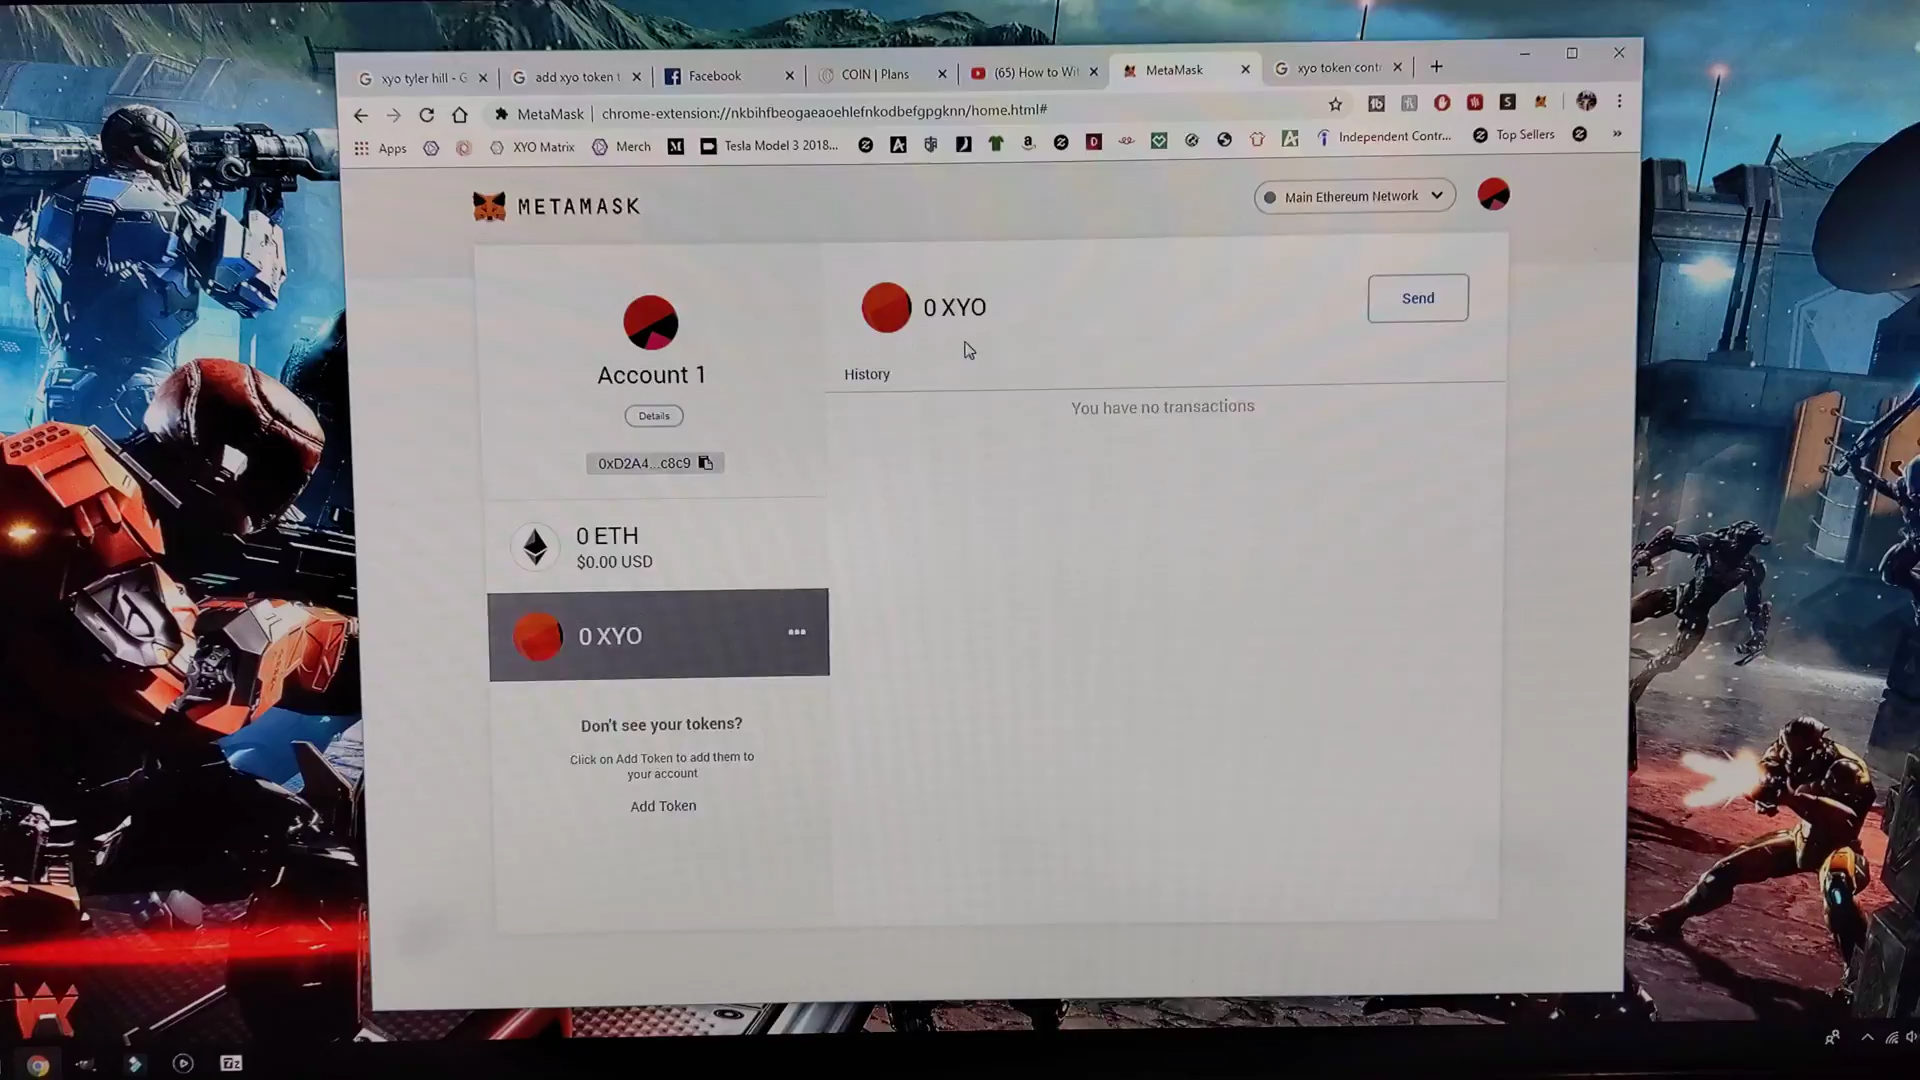 xyo tyler hill - G
add xyo token t
Facebook
COIN | Plans
(65) How to Wit
MetaMask
xyo token contr
MetaMask
chrome-extension://nkbihfbeogaeaoehlefnkodbefgpgknn/home.html#
Apps
XYO Matrix
Merch
Tesla Model 3 2018...
Independent Contr...
Top Sellers
METAMASK
Main Ethereum Network
Account 1
Details
0xD2A4...c8c9
0 ETH
$0.00 USD
0 XYO
Don't see your tokens?
Click on Add Token to add them to
your account
Add Token
0 XYO
Send
History
You have no transactions